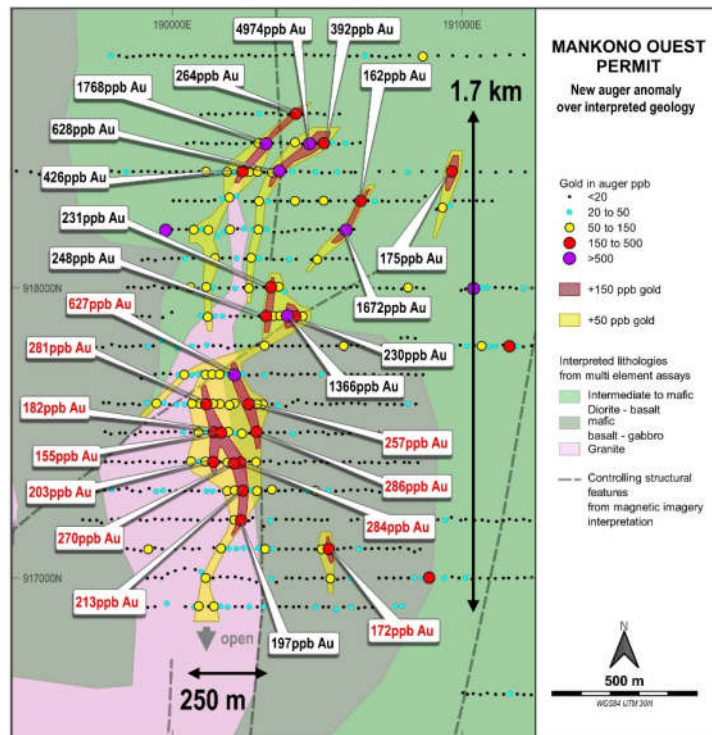 190000E
191000E
4974ppb Au
392ppb Au
264ppb Au
162ppb Au
1768ppb Au
1.7 km
628ppb Au
426ppb Au
231ppb Au
175ppb Au
248ppb Au
918000N
1672ppb Au
627ppb Au
230ppb Au
281ppb Au
1366ppb Au
182ppb Au
257ppb Au
155ppb Au
286ppb Au
203ppb Au
270ppb Au
284ppb Au
917000N
213ppb Au
197ppb Au
172ppb Au
open
250 m
MANKONO OUEST
PERMIT
New auger anomaly
over interpreted geology
Gold in auger ppb
<20
20 to 50
50 to 150
150 to 500
>500
+150 ppb gold
+50 ppb gold
Interpreted lithologies
from multi element assays
Intermediate to mafic
Diorite - basalt
mafic
basalt - gabbro
Granite
Controlling structural
features
from magnetic imagery
interpretation
N
500 m
WGS84 UTM 30N